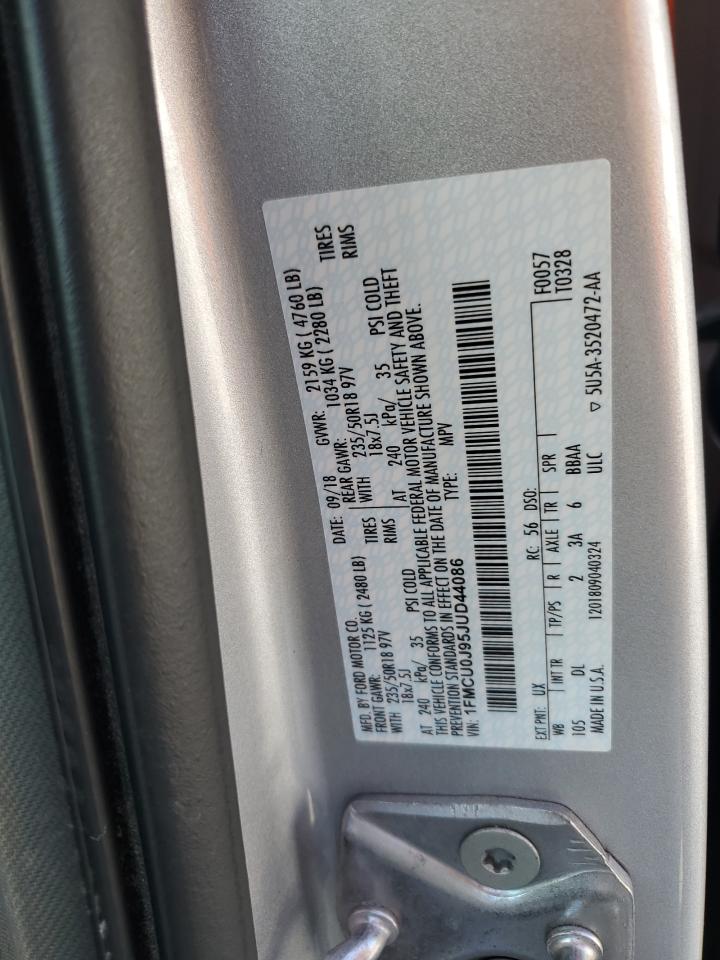 MFD. BY FORD MOTOR CO.
DATE: 09/18 GVWR: 2159 KG ( 4760 LB)
FRONT GAWR: 1125 KG ( 2480 LB) REAR GAWR: 1034 KG ( 2280 LB)
WITH 235/50R18 97V TIRES WITH 235/50R18 97V TIRES
18x7.5J RIMS 18x7.5J RIMS
AT 240 kPa/ 35 PSI COLD AT 240 kPa/ 35 PSI COLD
THIS VEHICLE CONFORMS TO ALL APPLICABLE FEDERAL MOTOR VEHICLE SAFETY AND THEFT
PREVENTION STANDARDS IN EFFECT ON THE DATE OF MANUFACTURE SHOWN ABOVE.
VIN: 1FMCU0J95JUD44086 TYPE: MPV
EXT PNT: UX RC: 56 DSO: F0057
T0328
WB INT TR TP/PS R AXLE TR SPR
105 DL 2 3A 6 BBAA
MADE IN U.S.A. 1201809040324 ULC ▽ 5U5A-3520472-AA